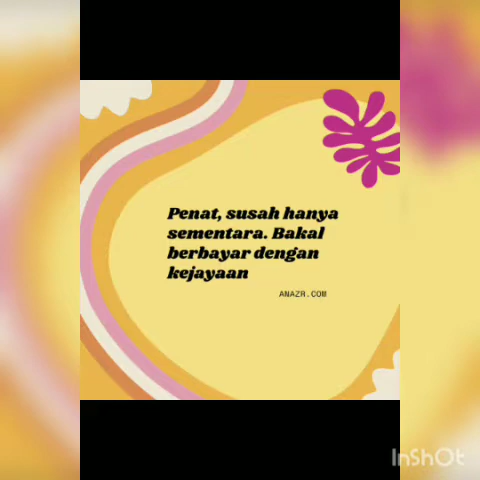 Penat, susah hanya
sementara. Bakal
berbayar dengan
kejayaan
ANAZR.COM
InShOt